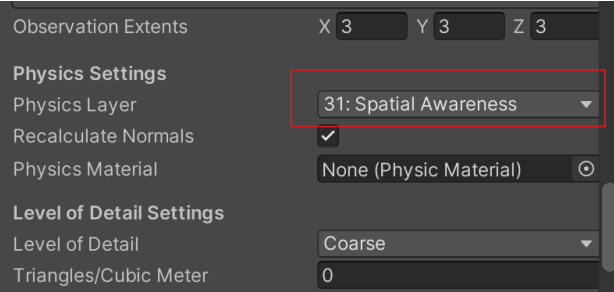 Observation Extents X 3 Y 3 Z 3
Physics Settings
Physics Layer 31: Spatial Awareness
Recalculate Normals
Physics Material None (Physic Material)
Level of Detail Settings
Level of Detail Coarse
Triangles/Cubic Meter 0